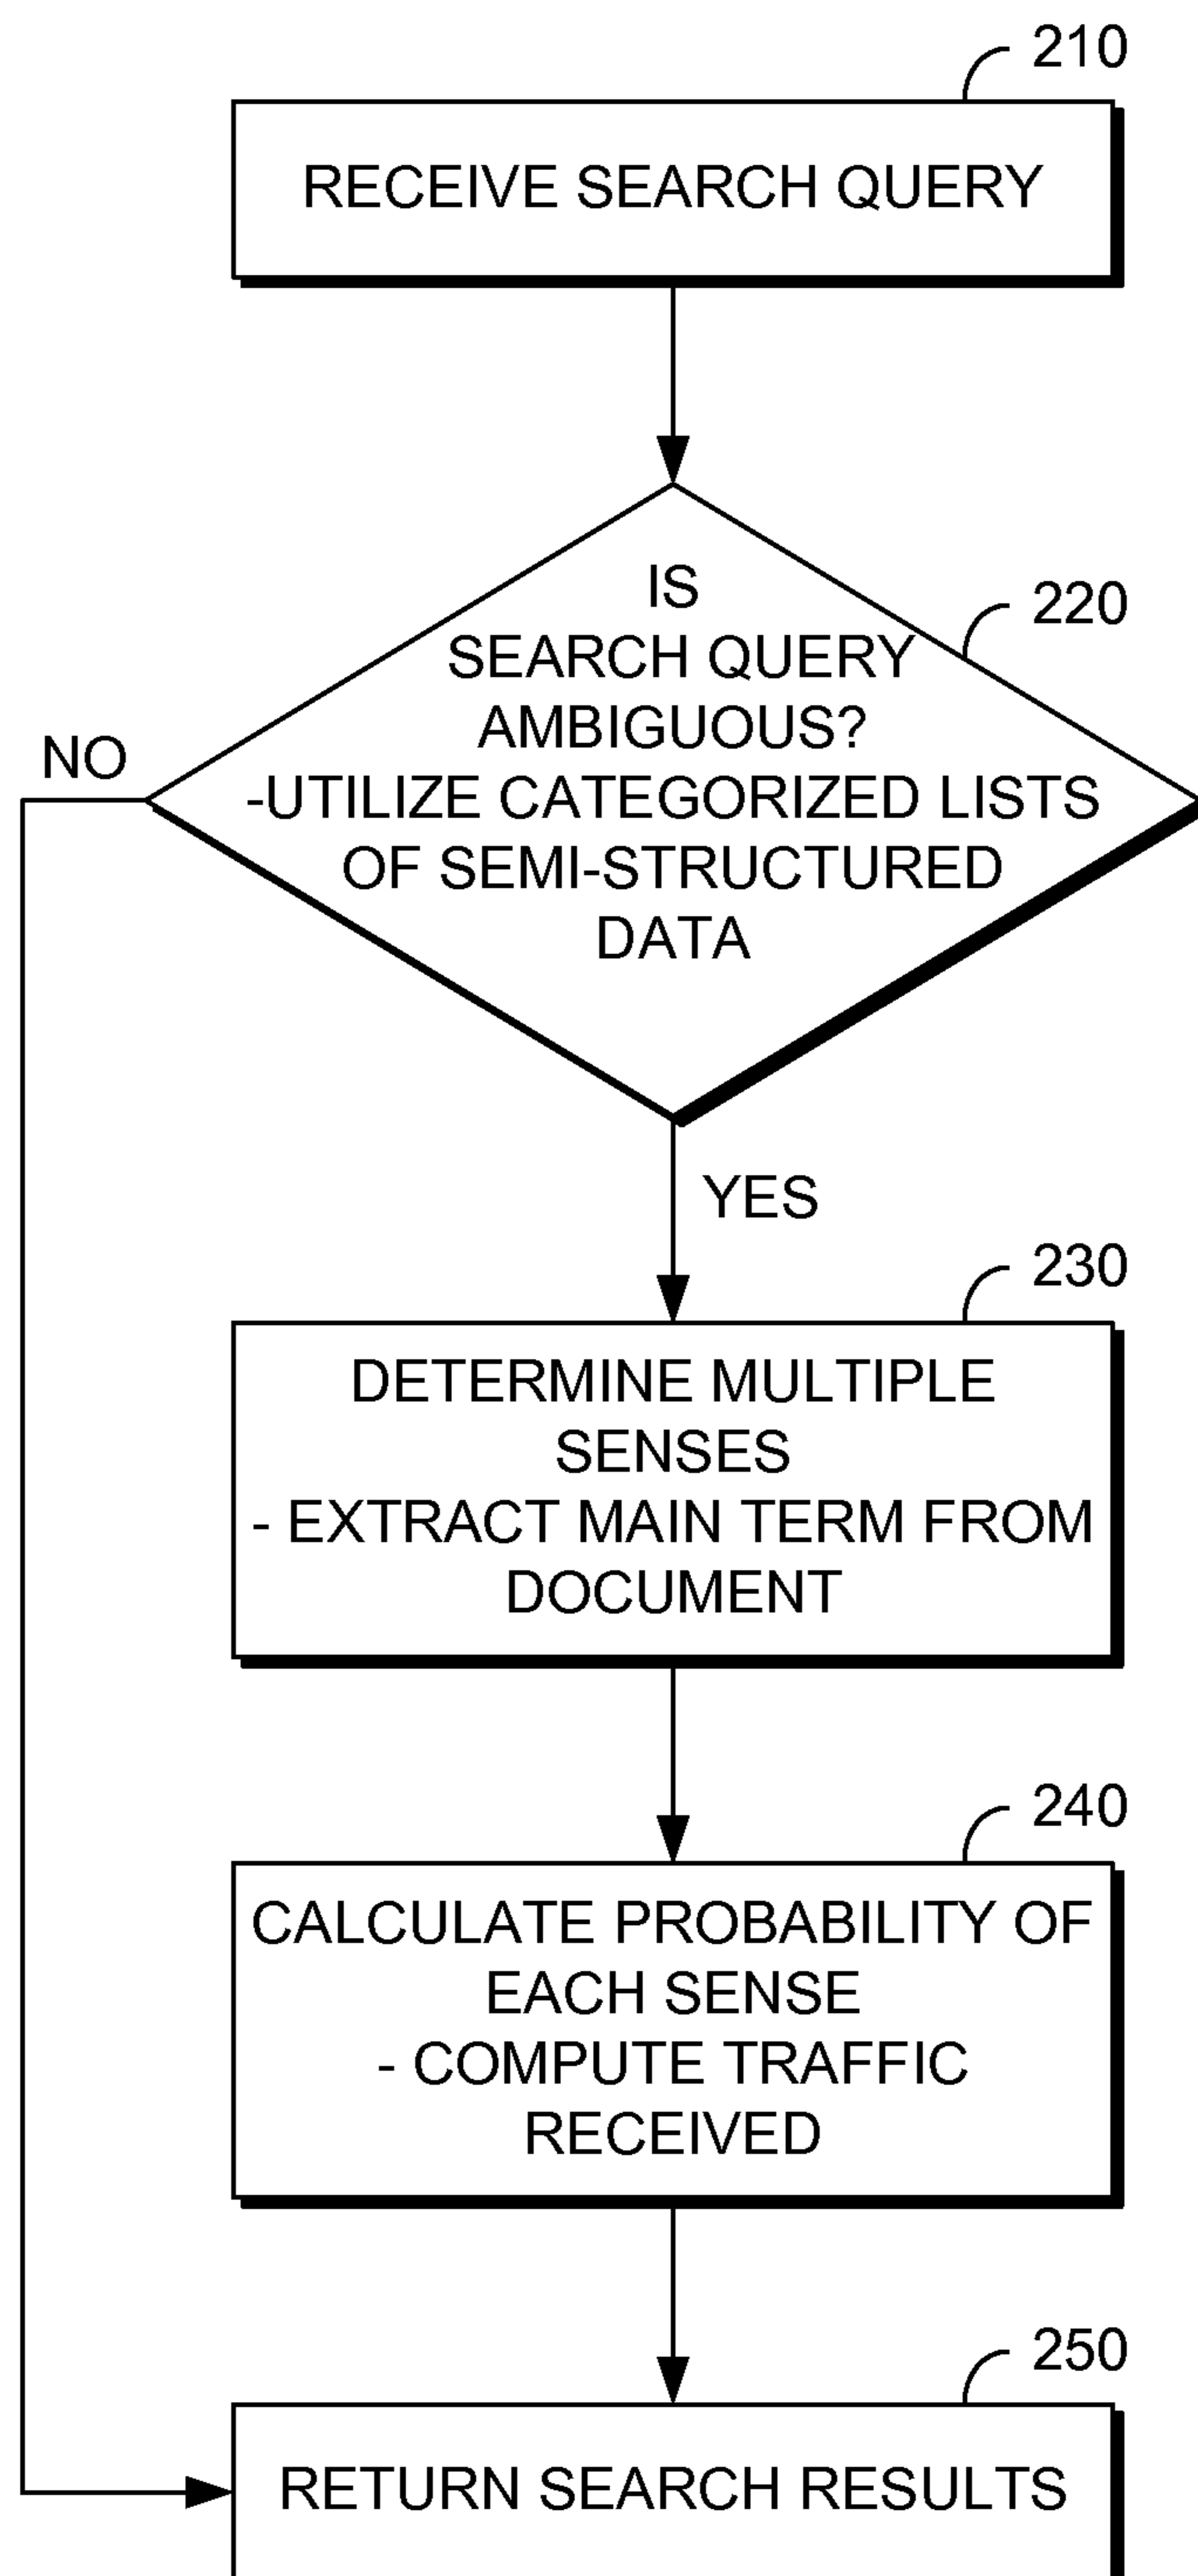 210
RECEIVE SEARCH QUERY
IS
220
SEARCH QUERY
AMBIGUOUS?
NO
-UTILIZE CATEGORIZED LISTS
OF SEMI-STRUCTURED
DATA
YES
230
DETERMINE MULTIPLE
SENSES
- EXTRACT MAIN TERM FROM
DOCUMENT
240
CALCULATE PROBABILITY OF
EACH SENSE
- COMPUTE TRAFFIC
RECEIVED
250
RETURN SEARCH RESULTS